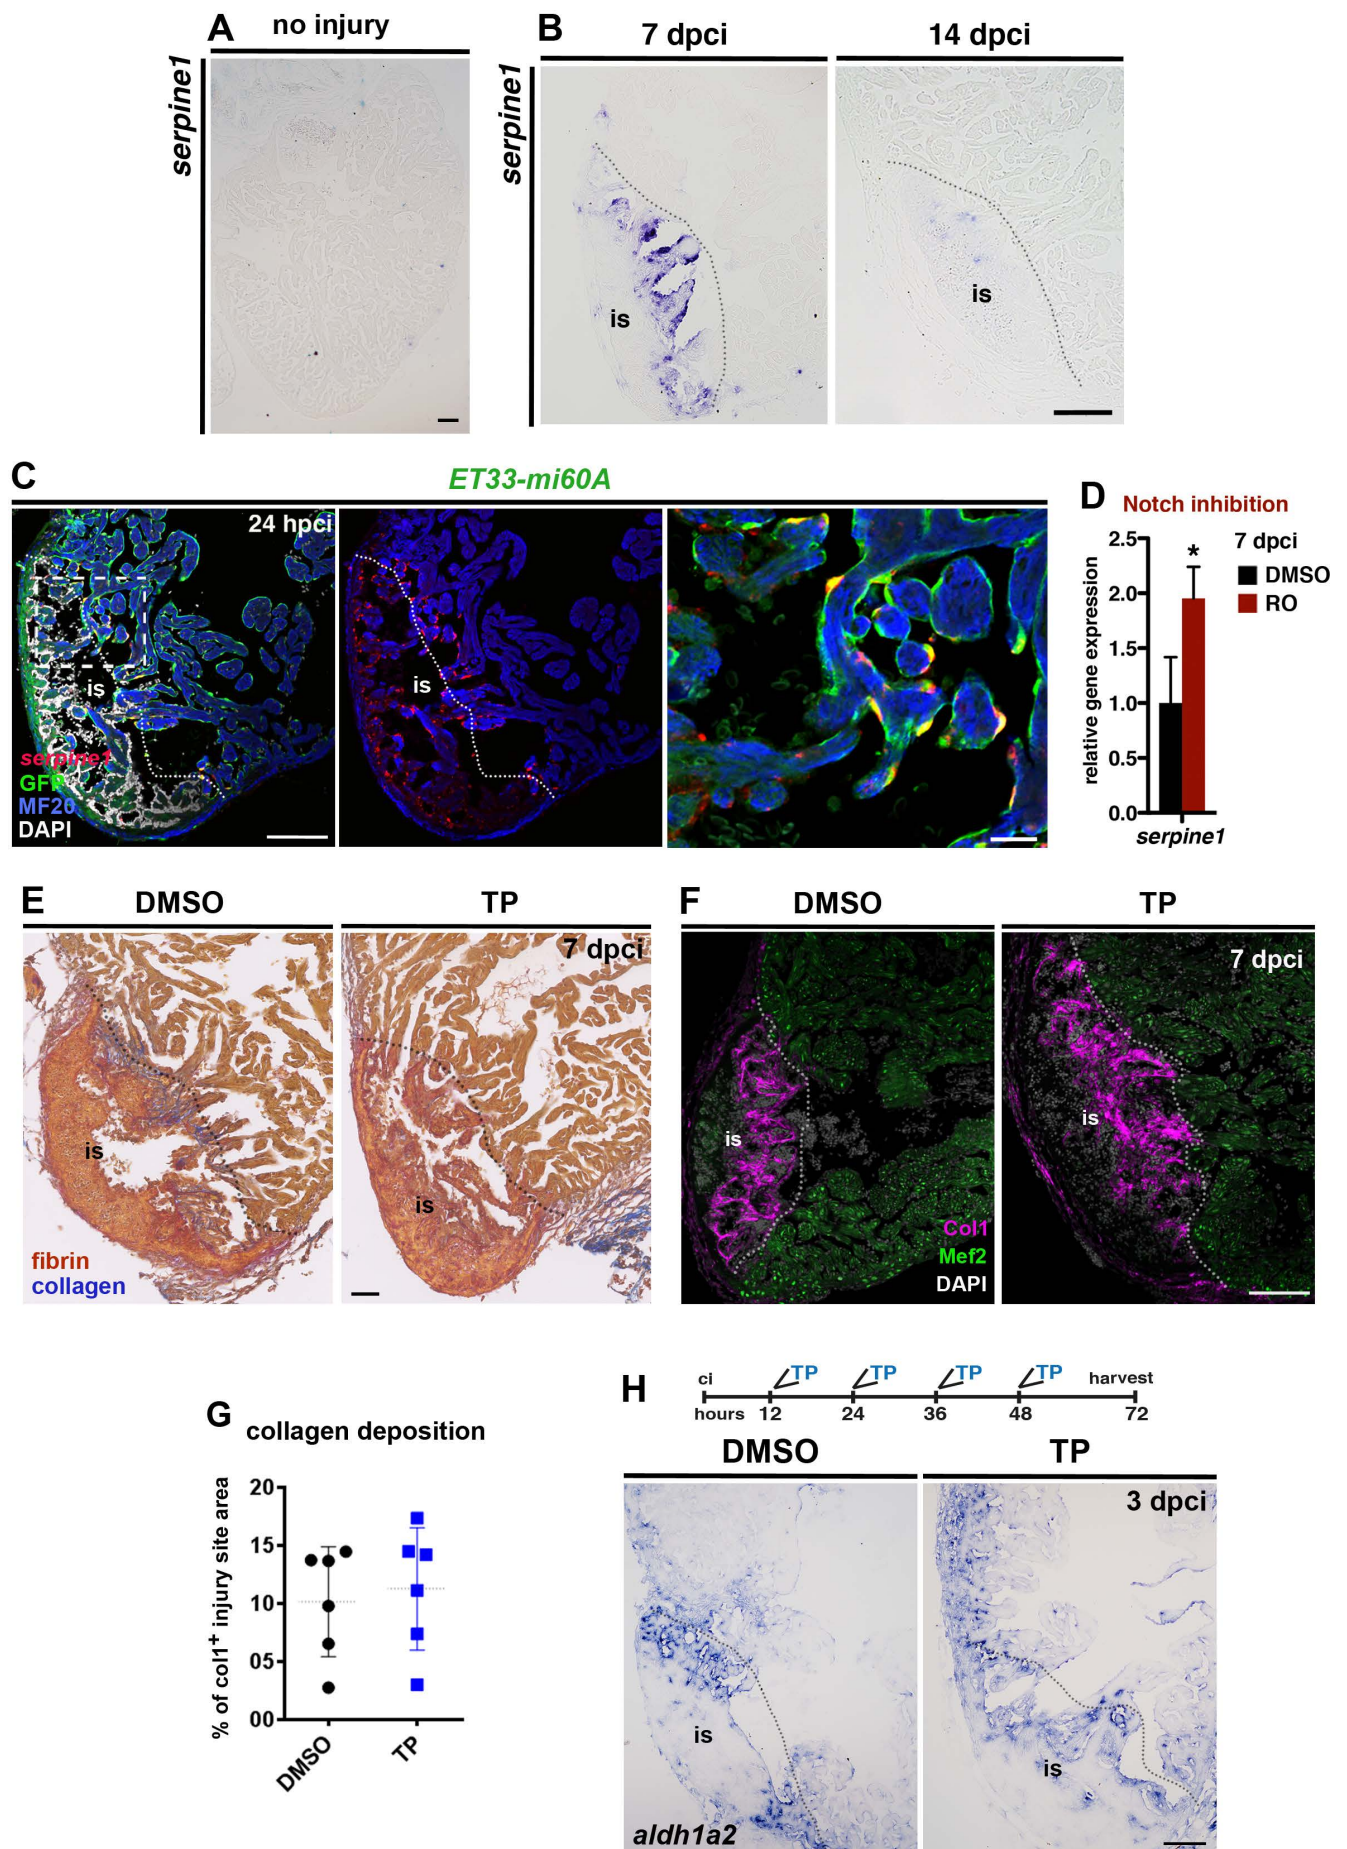 A
no injury
serpine1
B
7 dpci
14 dpci
serpine1
is
is
C
ET33-mi60A
24 hpci
is
is
serpine1
GFP
MF20
DAPI
D
Notch inhibition
7 dpci
DMSO
RO
relative gene expression
2.5
2.0
1.5
1.0
0.5
0.0
*
serpine1
E
DMSO
TP
7 dpci
is
is
fibrin
collagen
F
DMSO
TP
7 dpci
is
is
Col1
Mef2
DAPI
G
collagen deposition
% of col1+ injury site area
20
15
10
05
00
DMSO
TP
H
ci
TP
TP
TP
TP
harvest
hours
12
24
36
48
72
DMSO
TP
3 dpci
is
is
aldh1a2